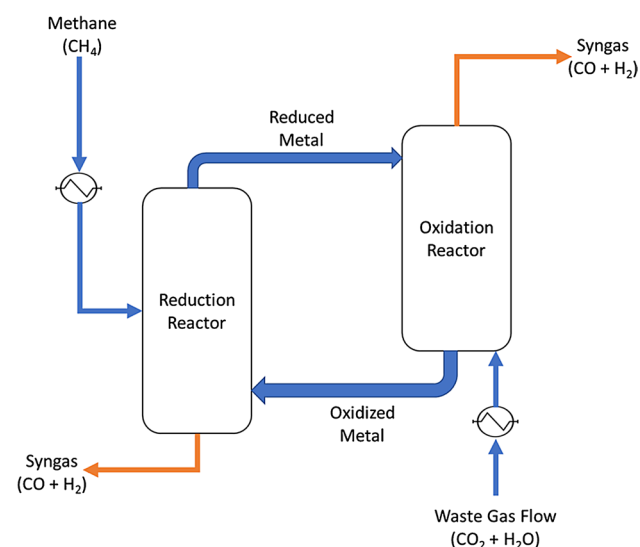 Methane
(CH₄)
Syngas
(CO + H₂)
Reduced
Metal
Oxidation
Reactor
Reduction
Reactor
Oxidized
Metal
Syngas
(CO + H₂)
Waste Gas Flow
(CO₂ + H₂O)